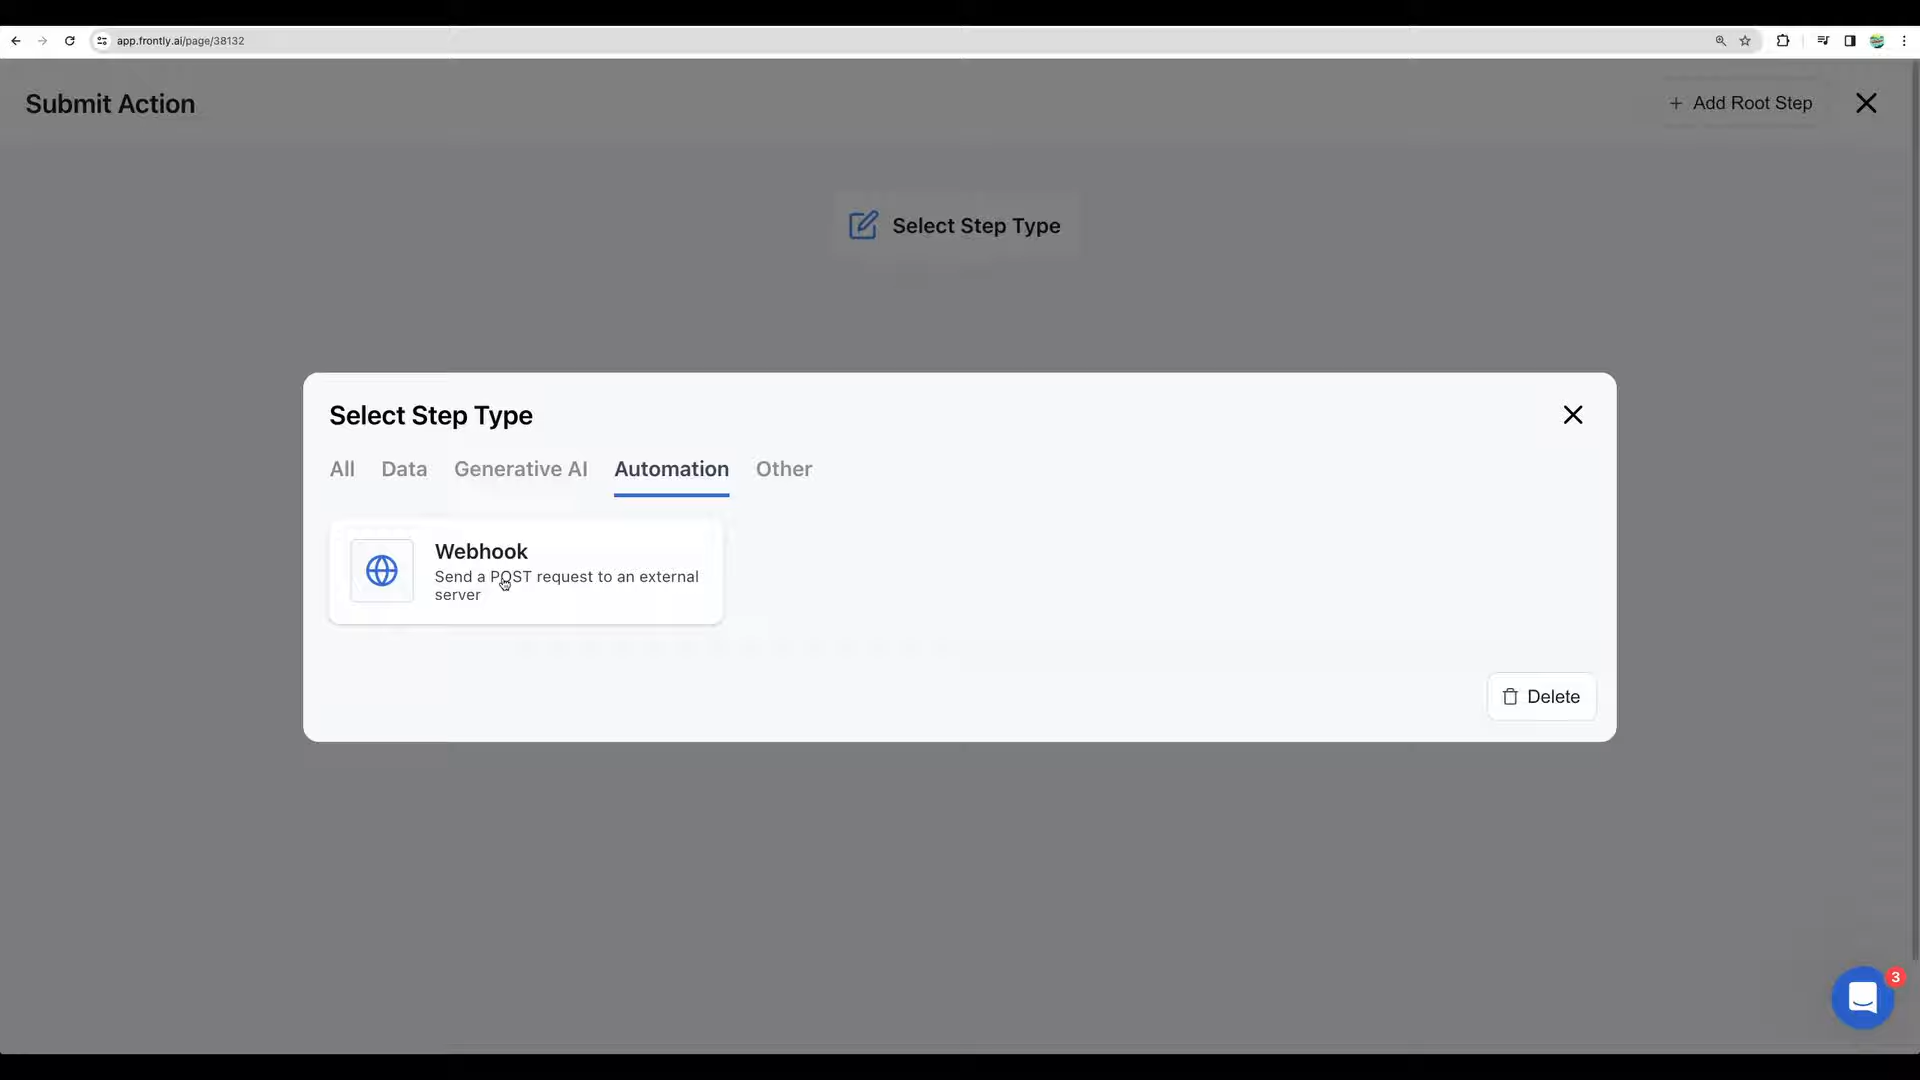 app.frontly.ai/page/38132
Submit Action
Add Root Step
Select Step Type
Select Step Type
All Data Generative AI Automation Other
Webhook
Send a POST request to an external
server
Delete
3